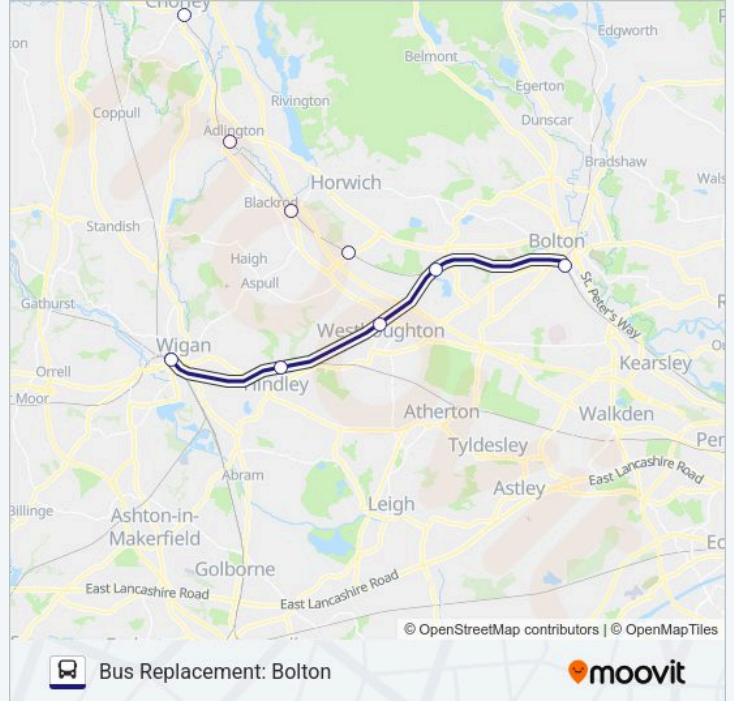 Chorley
Edgworth
Belmont
Egerton
Rivington
Coppull
Dunscar
Adlington
Bradshaw
Horwich
Blackrod
Standish
Bolton
Haigh
Aspull
St. Peter's Way
Gathurst
Westhoughton
Wigan
Kearsley
Orrell
Hindley
Moor
Atherton
Walkden
Tyldesley
Abram
East Lancashire Road
Astley
Leigh
Billinge
Ashton-in-
Makerfield
Golborne
East Lancashire Road
East Lancashire Road
© OpenStreetMap contributors | © OpenMapTiles
Bus Replacement: Bolton
moovit